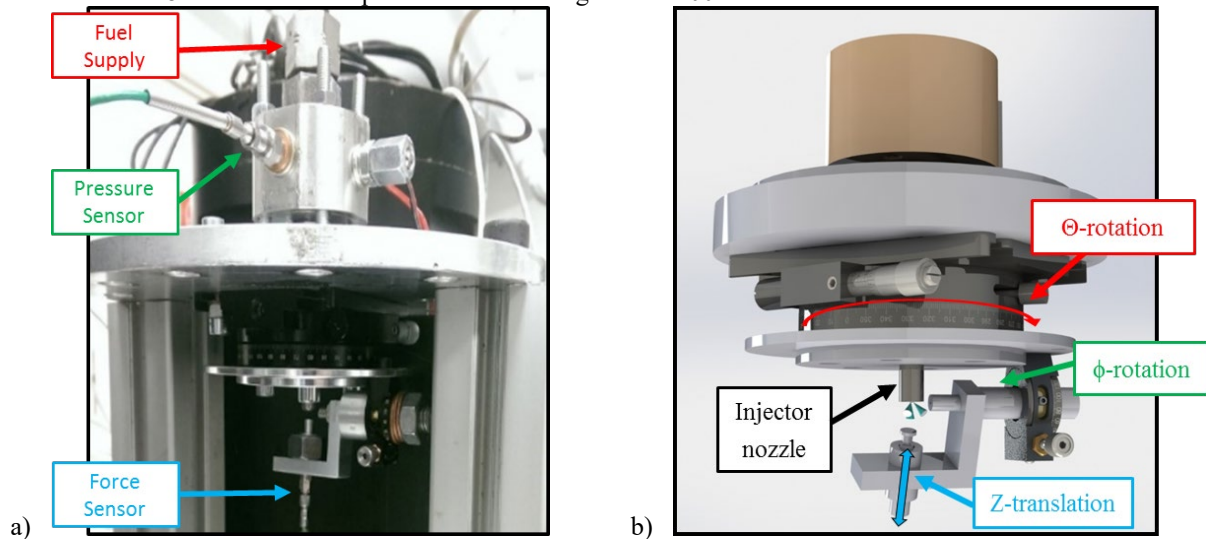 Fuel
Supply
Pressure
Sensor
Force
Sensor
a)
Θ-rotation
ϕ-rotation
Injector
nozzle
Z-translation
b)